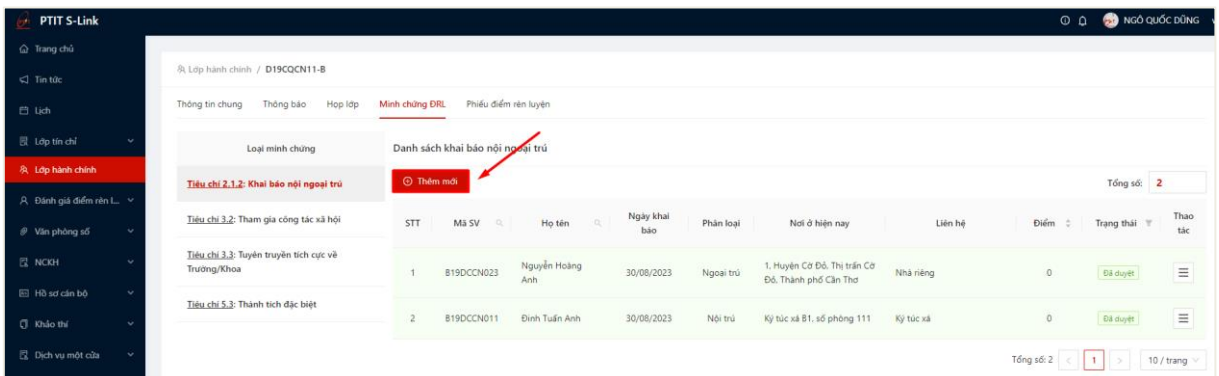 PTIT S-Link
NGÔ QUỐC DŨNG
Trang chủ
Tin tức
Lịch
Lớp tín chỉ
Lớp hành chính
Đánh giá điểm rèn l...
Văn phòng số
NCKH
Hồ sơ cán bộ
Khảo thí
Dịch vụ một cửa
Lớp hành chính / D19CQCN11-B
Thông tin chung Thông báo Họp lớp Minh chứng ĐRL Phiếu điểm rèn luyện
Loại minh chứng
Tiêu chí 2.1.2: Khai báo nội ngoại trú
Tiêu chí 3.2: Tham gia công tác xã hội
Tiêu chí 3.3: Tuyên truyền tích cực về
Trường/Khoa
Tiêu chí 5.3: Thành tích đặc biệt
Danh sách khai báo nội ngoại trú
Thêm mới
Tổng số: 2
STT Mã SV Họ tên Ngày khai báo Phân loại Nơi ở hiện nay Liên hệ Điểm Trạng thái Thao tác
1 B19DCCN023 Nguyễn Hoàng Anh 30/08/2023 Ngoại trú 1, Huyện Cờ Đỏ, Thị trấn Cờ Đỏ, Thành phố Cần Thơ Nhà riêng 0 Đã duyệt
2 B19DCCN011 Đinh Tuấn Anh 30/08/2023 Nội trú Ký túc xá B1, số phòng 111 Ký túc xá 0 Đã duyệt
Tổng số: 2 < 1 > 10 / trang